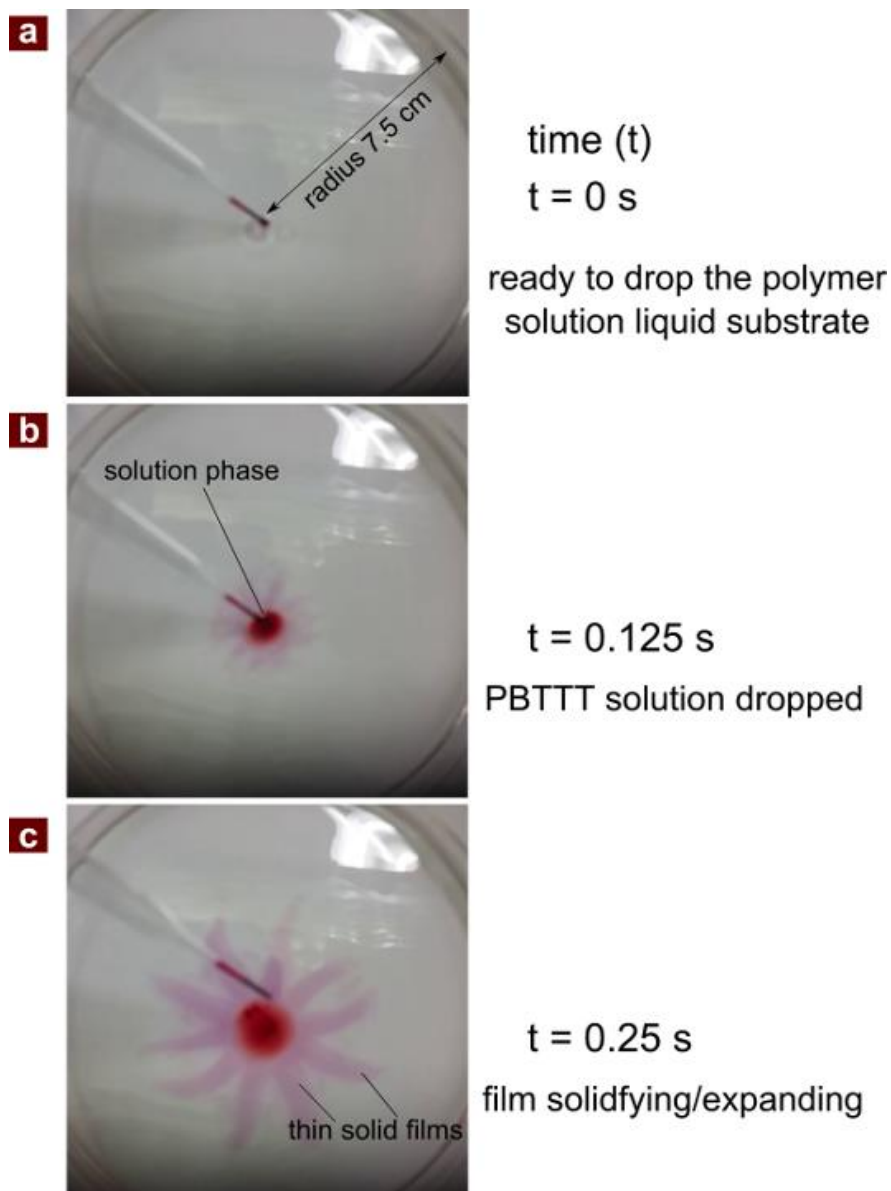 a
radius 7.5 cm
time (t)
t = 0 s
ready to drop the polymer
solution liquid substrate
b
solution phase
t = 0.125 s
PBTTT solution dropped
c
thin solid films
t = 0.25 s
film solidfying/expanding